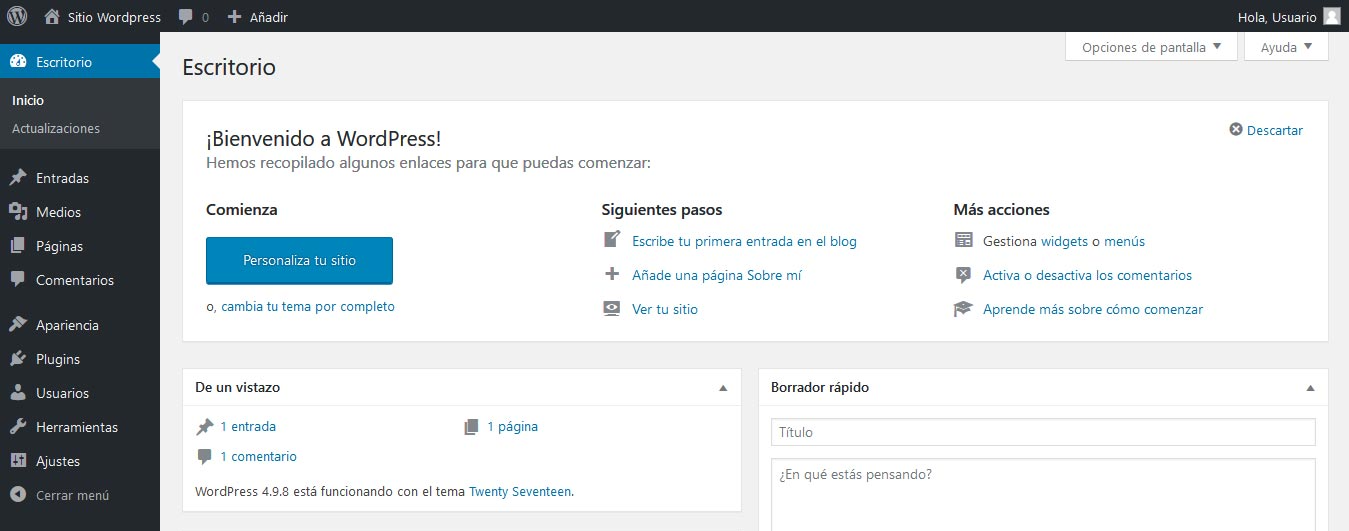 Sitio Wordpress 0 Añadir Hola, Usuario
Escritorio
Inicio
Actualizaciones
Entradas
Medios
Páginas
Comentarios
Apariencia
Plugins
Usuarios
Herramientas
Ajustes
Cerrar menú
Opciones de pantalla Ayuda
Escritorio
¡Bienvenido a WordPress!
Descartar
Hemos recopilado algunos enlaces para que puedas comenzar:
Comienza
Personaliza tu sitio
o, cambia tu tema por completo
Siguientes pasos
Escribe tu primera entrada en el blog
Añade una página Sobre mí
Ver tu sitio
Más acciones
Gestiona widgets o menús
Activa o desactiva los comentarios
Aprende más sobre cómo comenzar
De un vistazo
1 entrada 1 página
1 comentario
WordPress 4.9.8 está funcionando con el tema Twenty Seventeen.
Borrador rápido
Título
¿En qué estás pensando?